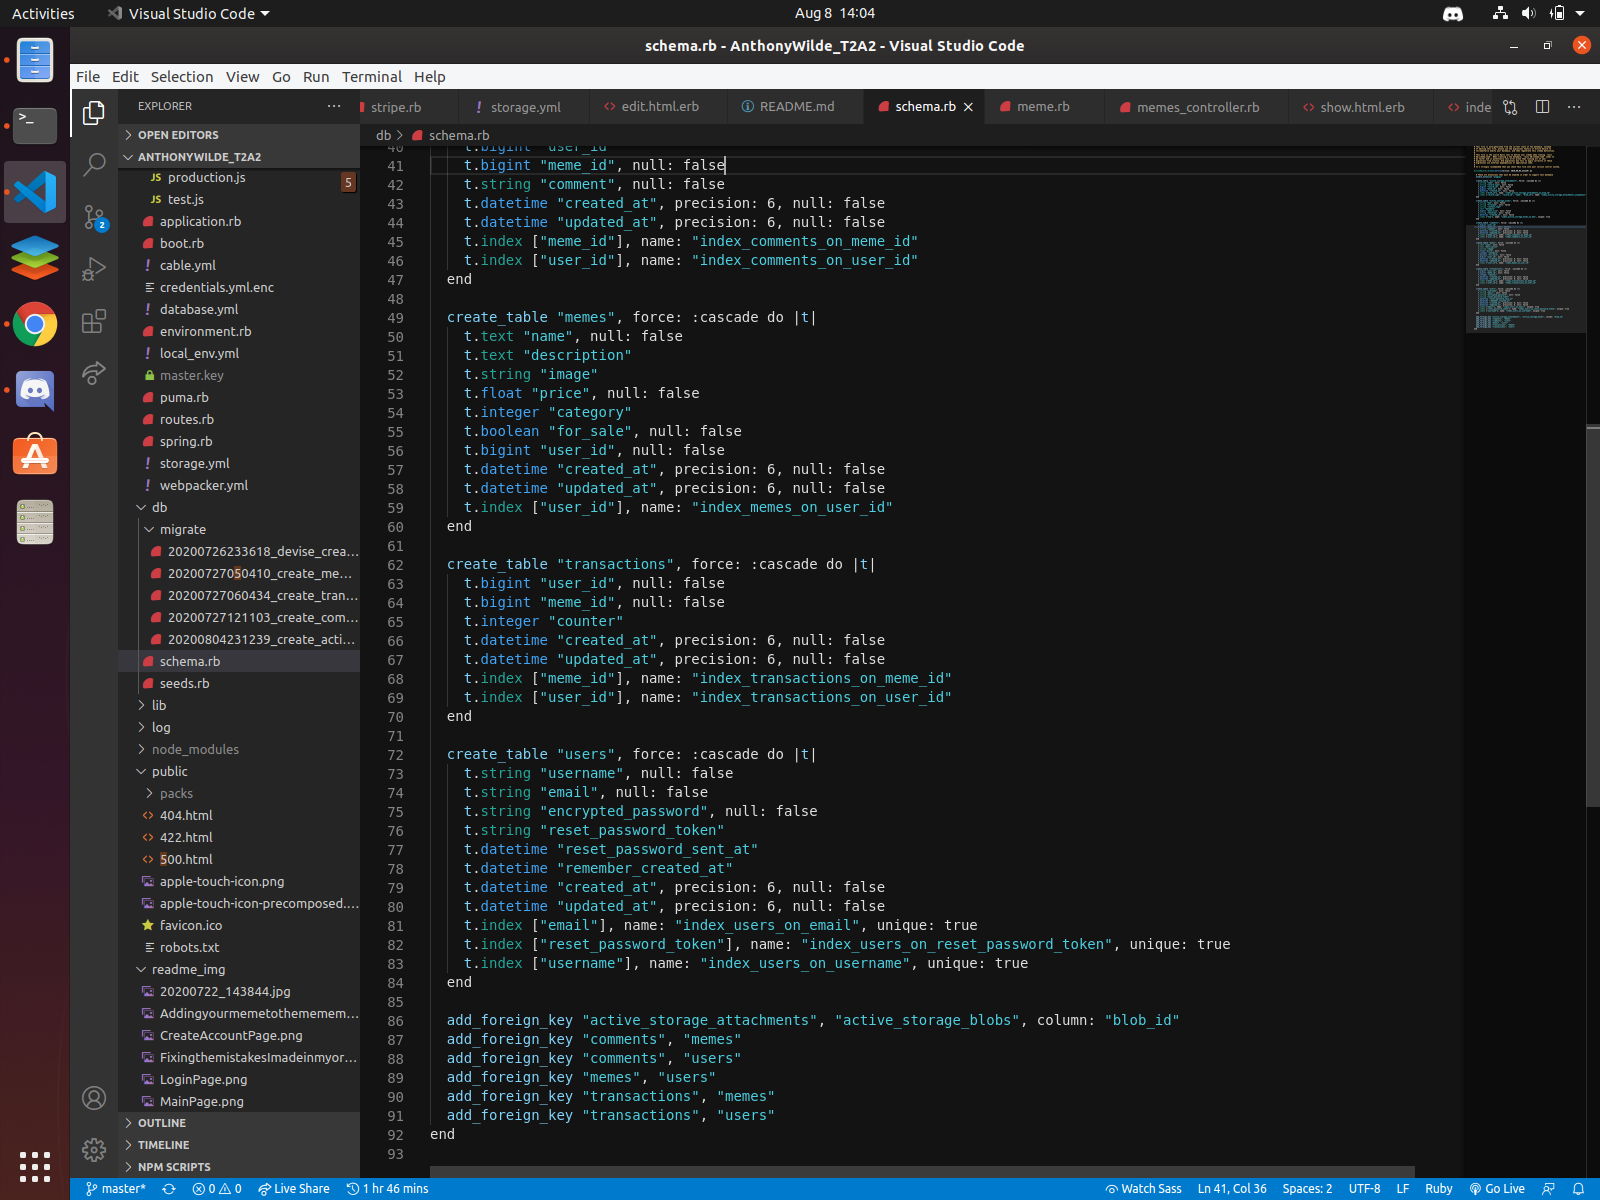 Activities
Visual Studio Code
Aug 8 14:04
schema.rb - AnthonyWilde_T2A2 - Visual Studio Code
File Edit Selection View Go Run Terminal Help
EXPLORER
stripe.rb
! storage.yml
<> edit.html.erb
README.md
schema.rb
meme.rb
memes_controller.rb
<> show.html.erb
<> inde
OPEN EDITORS
ANTHONYWILDE_T2A2
JS production.js
5
JS test.js
application.rb
boot.rb
! cable.yml
credentials.yml.enc
! database.yml
environment.rb
! local_env.yml
master.key
puma.rb
routes.rb
spring.rb
! storage.yml
! webpacker.yml
db
migrate
20200726233618_devise_crea...
20200727050410_create_me...
20200727060434_create_tran...
20200727121103_create_com...
20200804231239_create_acti...
schema.rb
seeds.rb
lib
log
node_modules
public
packs
<> 404.html
<> 422.html
<> 500.html
apple-touch-icon.png
apple-touch-icon-precomposed....
favicon.ico
robots.txt
readme_img
20200722_143844.jpg
Addingyourmemetothemem­em...
CreateAccountPage.png
FixingthemistakesImadeinmyor...
LoginPage.png
MainPage.png
OUTLINE
TIMELINE
NPM SCRIPTS
2
db > schema.rb
40 t.bigint "user_id"
41 t.bigint "meme_id", null: false
42 t.string "comment", null: false
43 t.datetime "created_at", precision: 6, null: false
44 t.datetime "updated_at", precision: 6, null: false
45 t.index ["meme_id"], name: "index_comments_on_meme_id"
46 t.index ["user_id"], name: "index_comments_on_user_id"
47 end
48
49 create_table "memes", force: :cascade do |t|
50 t.text "name", null: false
51 t.text "description"
52 t.string "image"
53 t.float "price", null: false
54 t.integer "category"
55 t.boolean "for_sale", null: false
56 t.bigint "user_id", null: false
57 t.datetime "created_at", precision: 6, null: false
58 t.datetime "updated_at", precision: 6, null: false
59 t.index ["user_id"], name: "index_memes_on_user_id"
60 end
61
62 create_table "transactions", force: :cascade do |t|
63 t.bigint "user_id", null: false
64 t.bigint "meme_id", null: false
65 t.integer "counter"
66 t.datetime "created_at", precision: 6, null: false
67 t.datetime "updated_at", precision: 6, null: false
68 t.index ["meme_id"], name: "index_transactions_on_meme_id"
69 t.index ["user_id"], name: "index_transactions_on_user_id"
70 end
71
72 create_table "users", force: :cascade do |t|
73 t.string "username", null: false
74 t.string "email", null: false
75 t.string "encrypted_password", null: false
76 t.string "reset_password_token"
77 t.datetime "reset_password_sent_at"
78 t.datetime "remember_created_at"
79 t.datetime "created_at", precision: 6, null: false
80 t.datetime "updated_at", precision: 6, null: false
81 t.index ["email"], name: "index_users_on_email", unique: true
82 t.index ["reset_password_token"], name: "index_users_on_reset_password_token", unique: true
83 t.index ["username"], name: "index_users_on_username", unique: true
84 end
85
86 add_foreign_key "active_storage_attachments", "active_storage_blobs", column: "blob_id"
87 add_foreign_key "comments", "memes"
88 add_foreign_key "comments", "users"
89 add_foreign_key "memes", "users"
90 add_foreign_key "transactions", "memes"
91 add_foreign_key "transactions", "users"
92 end
93
master*
0 0
Live Share
1 hr 46 mins
Watch Sass
Ln 41, Col 36
Spaces: 2
UTF-8
LF
Ruby
Go Live